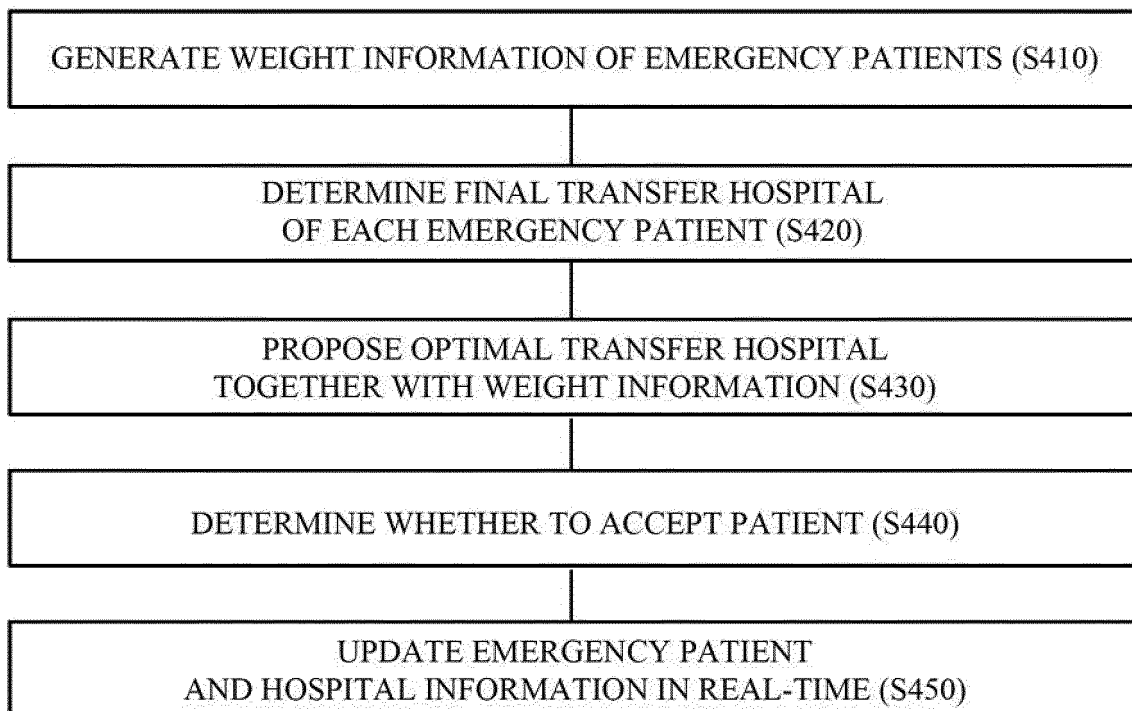 GENERATE WEIGHT INFORMATION OF EMERGENCY PATIENTS (S410)
DETERMINE FINAL TRANSFER HOSPITAL
OF EACH EMERGENCY PATIENT (S420)
PROPOSE OPTIMAL TRANSFER HOSPITAL
TOGETHER WITH WEIGHT INFORMATION (S430)
DETERMINE WHETHER TO ACCEPT PATIENT (S440)
UPDATE EMERGENCY PATIENT
AND HOSPITAL INFORMATION IN REAL-TIME (S450)